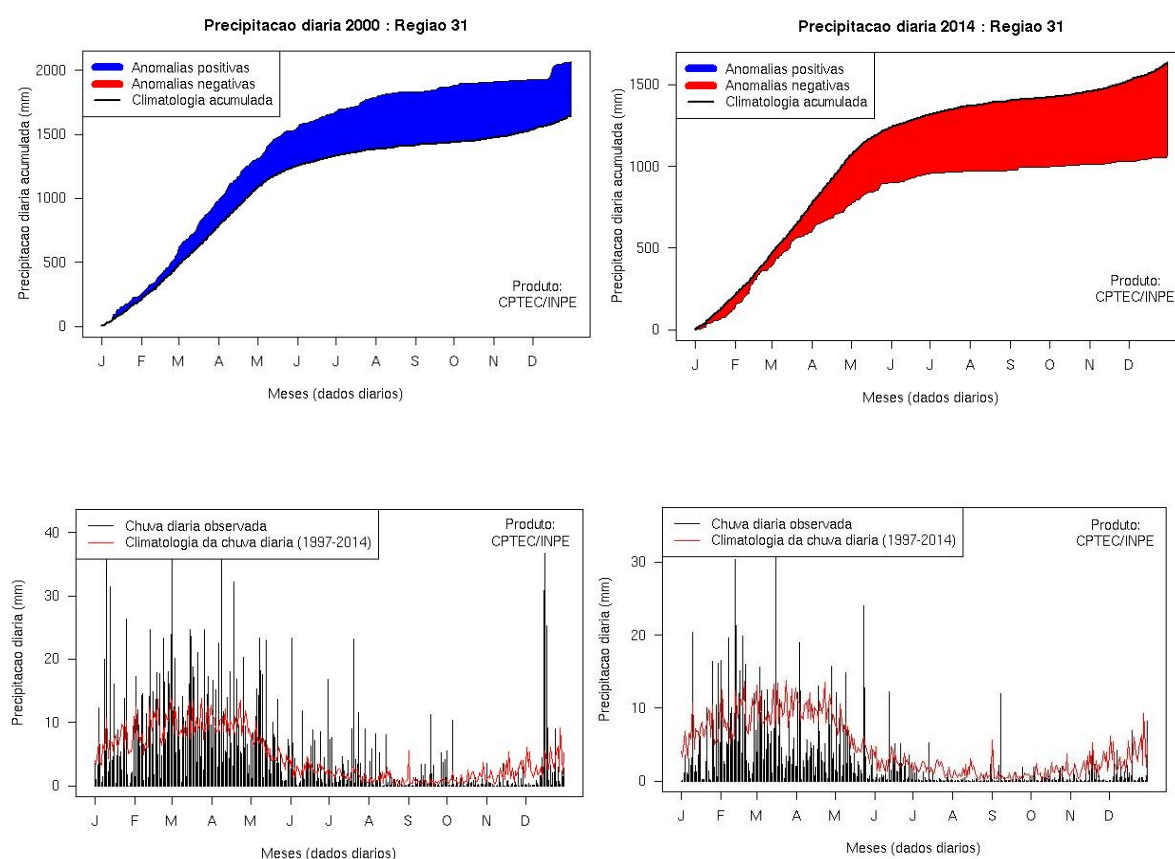 Precipitacao diaria 2000 : Regiao 31
Anomalias positivas
Anomalias negativas
Climatologia acumulada
Precipitacao diaria acumulada (mm)
2000
1500
1000
500
0
Produto:
CPTEC/INPE
J F M A M J J A S O N D
Meses (dados diarios)
Precipitacao diaria 2014 : Regiao 31
Anomalias positivas
Anomalias negativas
Climatologia acumulada
Precipitacao diaria acumulada (mm)
1500
1000
500
0
Produto:
CPTEC/INPE
J F M A M J J A S O N D
Meses (dados diarios)
Chuva diaria observada
Climatologia da chuva diaria (1997-2014)
Produto:
CPTEC/INPE
Precipitacao diaria (mm)
40
30
20
10
0
J F M A M J J A S O N D
Meses (dados diarios)
Chuva diaria observada
Climatologia da chuva diaria (1997-2014)
Produto:
CPTEC/INPE
Precipitacao diaria (mm)
30
20
10
0
J F M A M J J A S O N D
Meses (dados diarios)